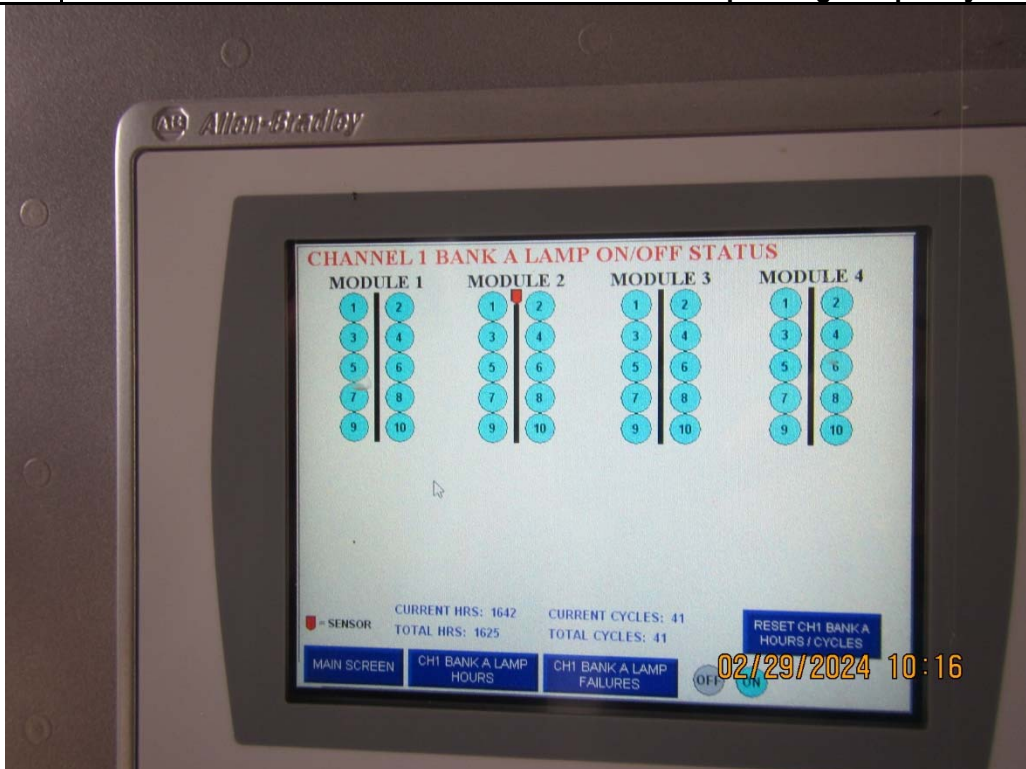 AB Allen-Bradley
CHANNEL 1 BANK A LAMP ON/OFF STATUS
MODULE 1 MODULE 2 MODULE 3 MODULE 4
1 2 1 2 1 2 1 2
3 4 3 4 3 4 3 4
5 6 5 6 5 6 5 6
7 8 7 8 7 8 7 8
9 10 9 10 9 10 9 10
= SENSOR
CURRENT HRS: 1642 CURRENT CYCLES: 41
TOTAL HRS: 1625 TOTAL CYCLES: 41
RESET CH1 BANK A
HOURS / CYCLES
MAIN SCREEN
CH1 BANK A LAMP
HOURS
CH1 BANK A LAMP
FAILURES
OFF ON
02/29/2024 10:16